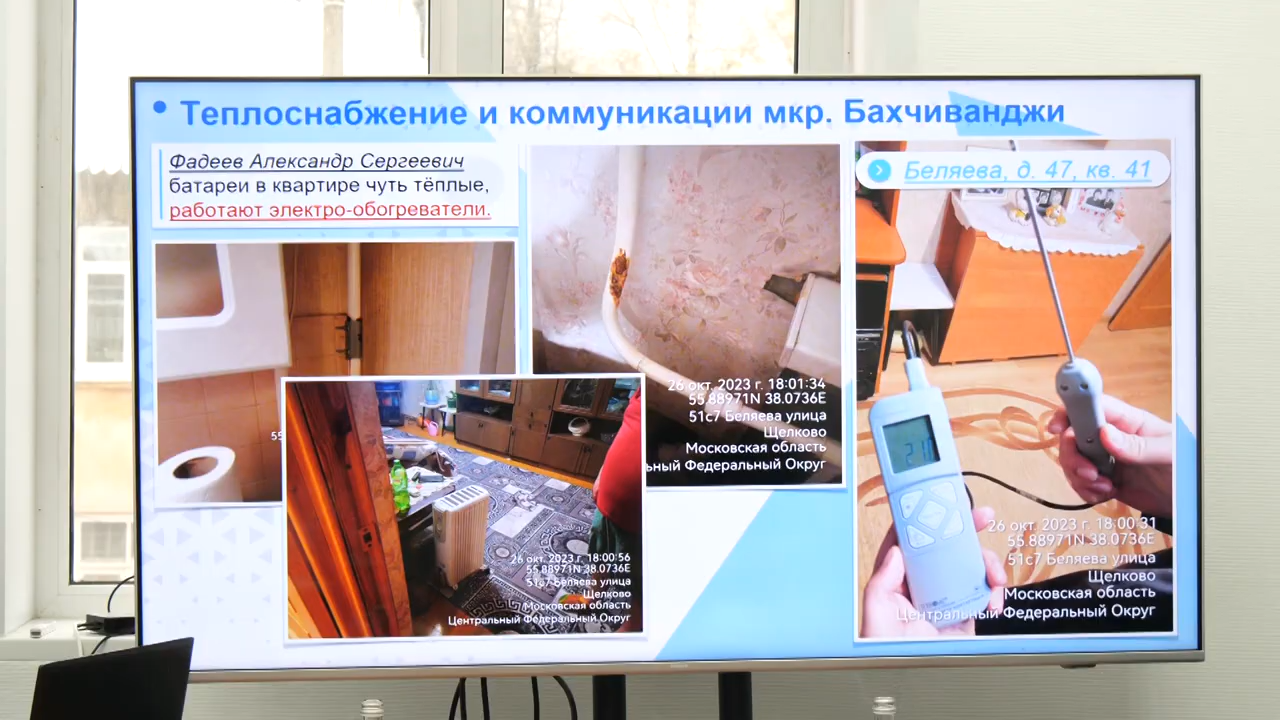 • Теплоснабжение и коммуникации мкр. Бахчиванджи
Фадеев Александр Сергеевич
батареи в квартире чуть тёплые,
работают электро-обогреватели.
Беляева, д. 47, кв. 41
26 окт. 2023 г. 18:01:34
55.88971N 38.0736E
51с7 Беляева улица
Щелково
Московская область
ьный Федеральный Округ
55
26 окт. 2023 г. 18:00:56
55.88971N 38.0736E
51с7 Беляева улица
Щелково
Московская область
Центральный Федеральный Округ
26 окт. 2023 г. 18:00:31
55.88971N 38.0736E
51с7 Беляева улица
Щелково
Московская область
Центральный Федеральный Округ